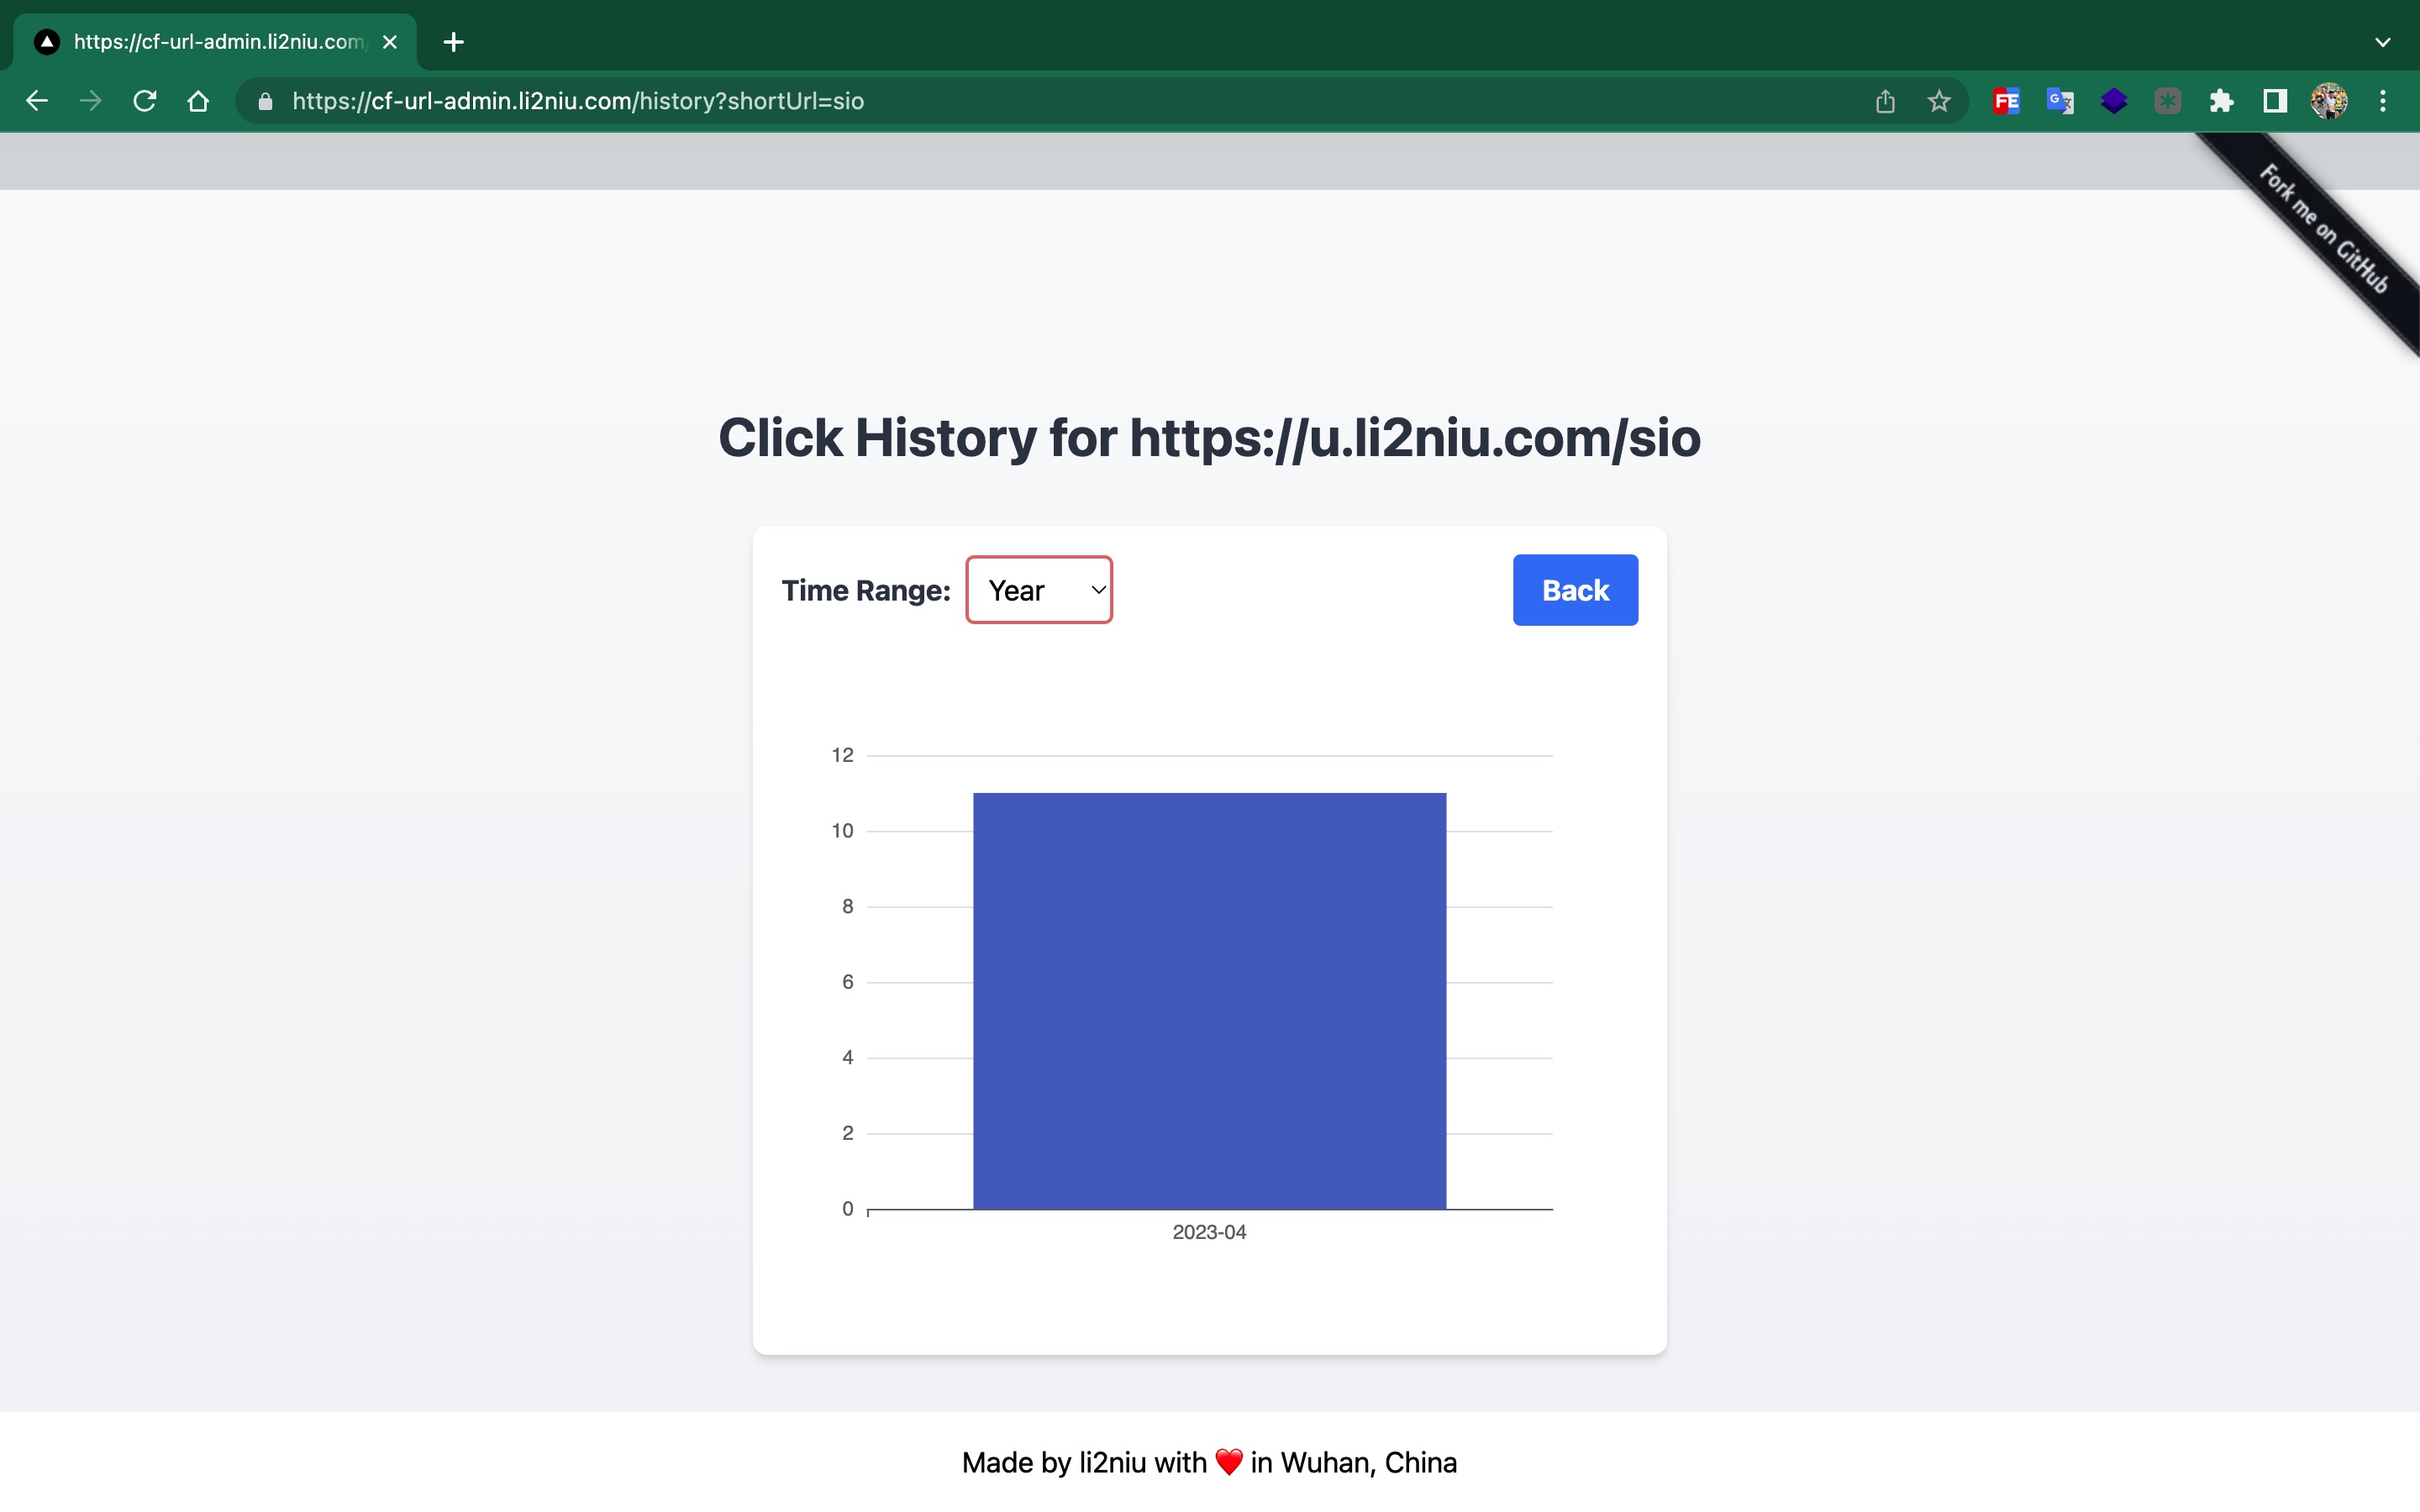 https://cf-url-admin.li2niu.com
https://cf-url-admin.li2niu.com/history?shortUrl=sio
FE
G
Fork me on GitHub
Click History for https://u.li2niu.com/sio
Time Range: Year
Back
12
10
8
6
4
2
0
2023-04
Made by li2niu with ❤️ in Wuhan, China